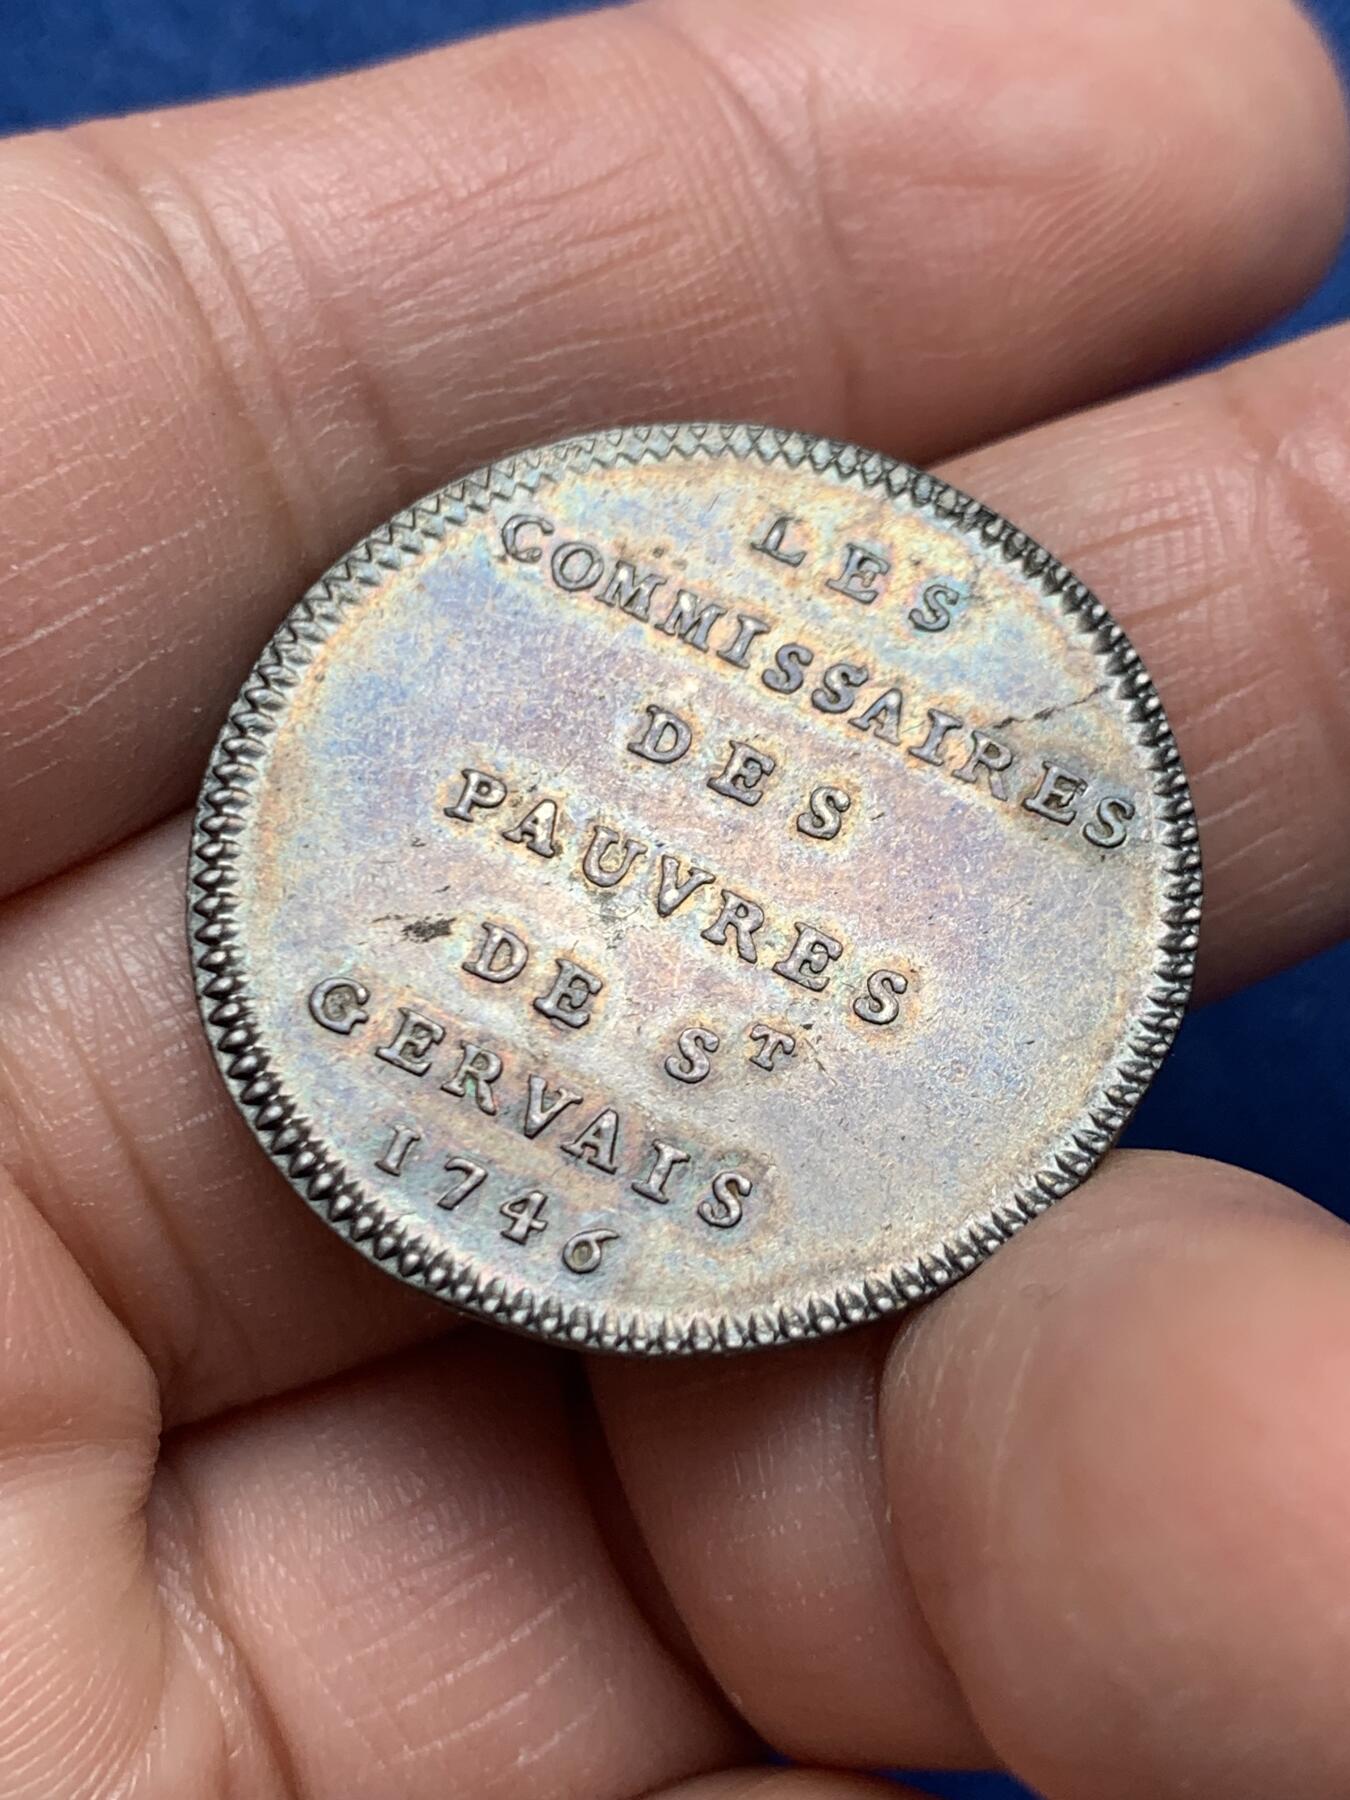 LES
COMMISSAIRES
DES
PAUVRES
DE ST
GERVAIS
1746